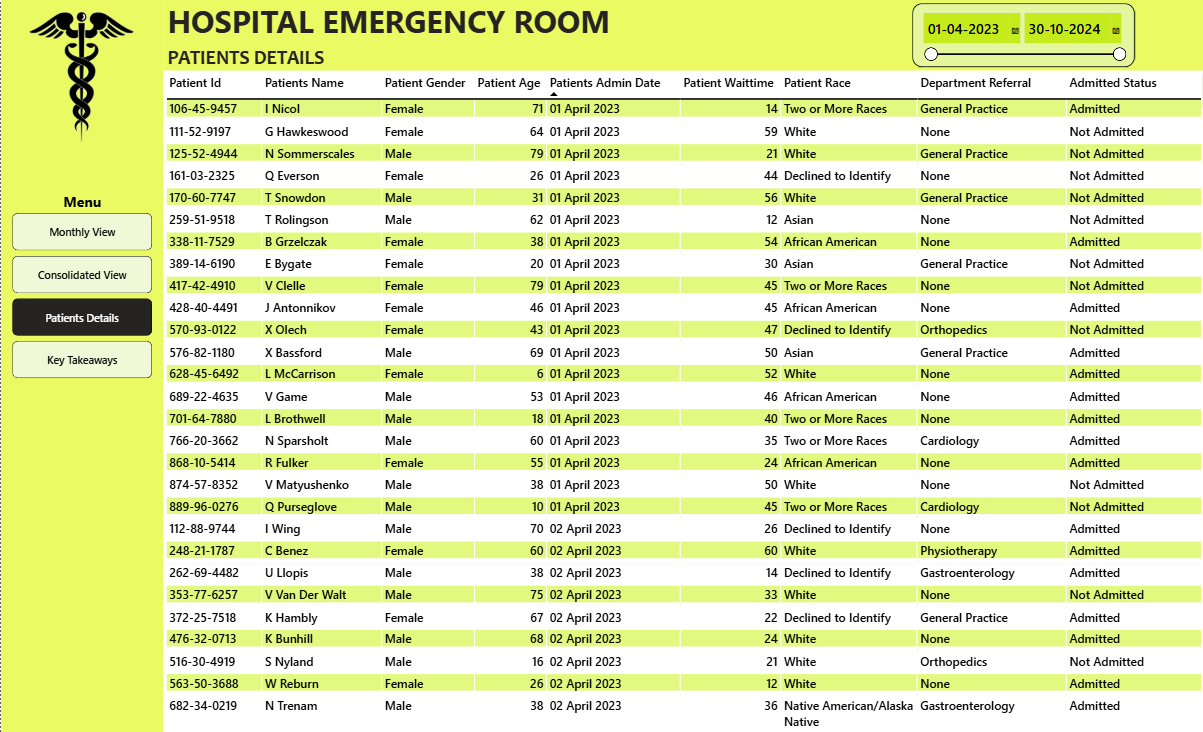 HOSPITAL EMERGENCY ROOM
01-04-2023 30-10-2024
PATIENTS DETAILS
Patient Id Patients Name Patient Gender Patient Age Patients Admin Date Patient Waittime Patient Race Department Referral Admitted Status
106-45-9457 I Nicol Female 71 01 April 2023 14 Two or More Races General Practice Admitted
111-52-9197 G Hawkeswood Female 64 01 April 2023 59 White None Not Admitted
125-52-4944 N Sommerscales Male 79 01 April 2023 21 White General Practice Not Admitted
161-03-2325 Q Everson Female 26 01 April 2023 44 Declined to Identify None Not Admitted
170-60-7747 T Snowdon Male 31 01 April 2023 56 White General Practice Not Admitted
259-51-9518 T Rolingson Male 62 01 April 2023 12 Asian None Not Admitted
338-11-7529 B Grzelczak Female 38 01 April 2023 54 African American None Admitted
389-14-6190 E Bygate Female 20 01 April 2023 30 Asian General Practice Not Admitted
417-42-4910 V Clelle Female 79 01 April 2023 45 Two or More Races None Not Admitted
428-40-4491 J Antonnikov Female 46 01 April 2023 45 African American None Admitted
570-93-0122 X Olech Female 43 01 April 2023 47 Declined to Identify Orthopedics Not Admitted
576-82-1180 X Bassford Male 69 01 April 2023 50 Asian General Practice Admitted
628-45-6492 L McCarrison Female 6 01 April 2023 52 White None Admitted
689-22-4635 V Game Male 53 01 April 2023 46 African American None Admitted
701-64-7880 L Brothwell Male 18 01 April 2023 40 Two or More Races None Admitted
766-20-3662 N Sparsholt Male 60 01 April 2023 35 Two or More Races Cardiology Admitted
868-10-5414 R Fulker Female 55 01 April 2023 24 African American None Admitted
874-57-8352 V Matyushenko Male 38 01 April 2023 50 White None Not Admitted
889-96-0276 Q Purseglove Male 10 01 April 2023 45 Two or More Races Cardiology Not Admitted
112-88-9744 I Wing Male 70 02 April 2023 26 Declined to Identify None Admitted
248-21-1787 C Benez Female 60 02 April 2023 60 White Physiotherapy Admitted
262-69-4482 U Llopis Male 38 02 April 2023 14 Declined to Identify Gastroenterology Admitted
353-77-6257 V Van Der Walt Male 75 02 April 2023 33 White None Not Admitted
372-25-7518 K Hambly Female 67 02 April 2023 22 Declined to Identify General Practice Admitted
476-32-0713 K Bunhill Male 68 02 April 2023 24 White None Admitted
516-30-4919 S Nyland Male 16 02 April 2023 21 White Orthopedics Not Admitted
563-50-3688 W Reburn Female 26 02 April 2023 12 White None Admitted
682-34-0219 N Trenam Male 38 02 April 2023 36 Native American/Alaska Gastroenterology Admitted
Native
Menu
Monthly View
Consolidated View
Patients Details
Key Takeaways